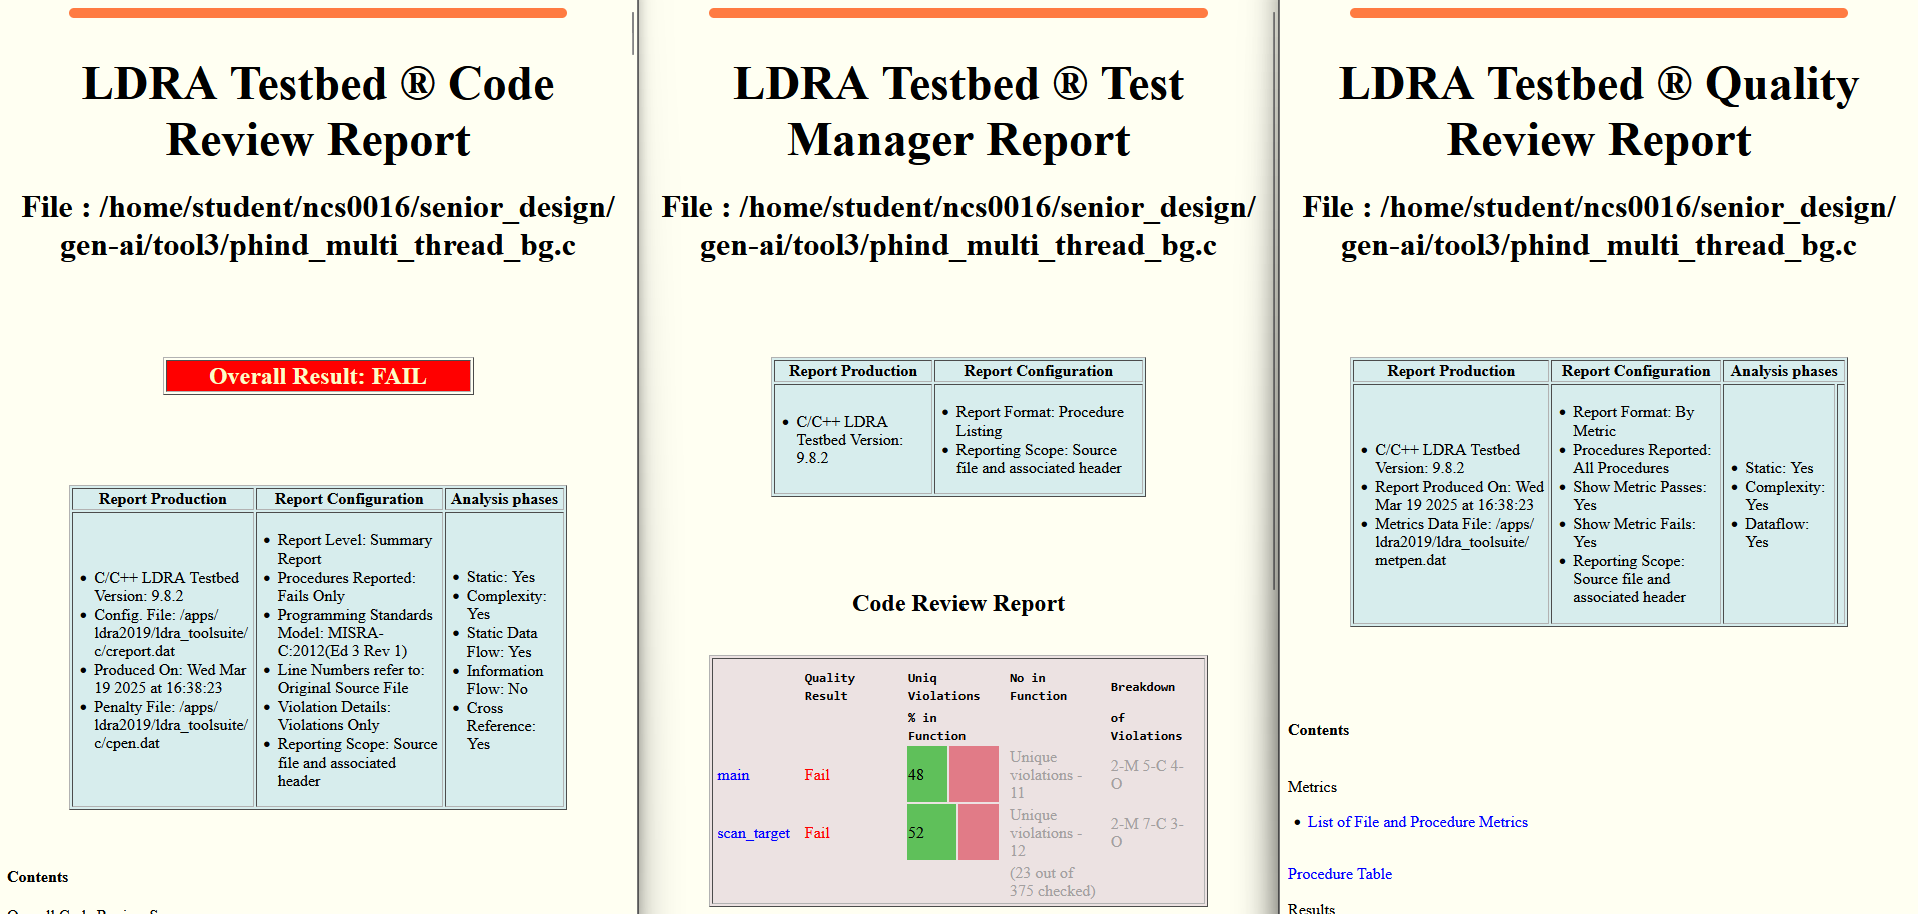 LDRA Testbed ® Code
Review Report
File : /home/student/ncs0016/senior_design/
gen-ai/tool3/phind_multi_thread_bg.c
Overall Result: FAIL
Report Production
Report Configuration
Analysis phases
• C/C++ LDRA Testbed
Version: 9.8.2
• Config. File: /apps/
ldra2019/ldra_toolsuite/
c/creport.dat
• Produced On: Wed Mar
19 2025 at 16:38:23
• Penalty File: /apps/
ldra2019/ldra_toolsuite/
c/cpen.dat
• Report Level: Summary
Report
• Procedures Reported:
Fails Only
• Programming Standards
Model: MISRA-
C:2012(Ed 3 Rev 1)
• Line Numbers refer to:
Original Source File
• Violation Details:
Violations Only
• Reporting Scope: Source
file and associated
header
• Static: Yes
• Complexity:
Yes
• Static Data
Flow: Yes
• Information
Flow: No
• Cross
Reference:
Yes
Contents
LDRA Testbed ® Test
Manager Report
File : /home/student/ncs0016/senior_design/
gen-ai/tool3/phind_multi_thread_bg.c
Report Production
Report Configuration
• C/C++ LDRA
Testbed Version:
9.8.2
• Report Format: Procedure
Listing
• Reporting Scope: Source
file and associated header
Code Review Report
Quality
Result
Uniq
Violations
No in
Function
Breakdown
% in
Function
of
Violations
main
Fail
48
Unique
violations -
11
2-M 5-C 4-
O
scan_target
Fail
52
Unique
violations -
12
2-M 7-C 3-
O
(23 out of
375 checked)
LDRA Testbed ® Quality
Review Report
File : /home/student/ncs0016/senior_design/
gen-ai/tool3/phind_multi_thread_bg.c
Report Production
Report Configuration
Analysis phases
• C/C++ LDRA Testbed
Version: 9.8.2
• Report Produced On: Wed
Mar 19 2025 at 16:38:23
• Metrics Data File: /apps/
ldra2019/ldra_toolsuite/
metpen.dat
• Report Format: By
Metric
• Procedures Reported:
All Procedures
• Show Metric Passes:
Yes
• Show Metric Fails:
Yes
• Reporting Scope:
Source file and
associated header
• Static: Yes
• Complexity:
Yes
• Dataflow:
Yes
Contents
Metrics
• List of File and Procedure Metrics
Procedure Table
Results